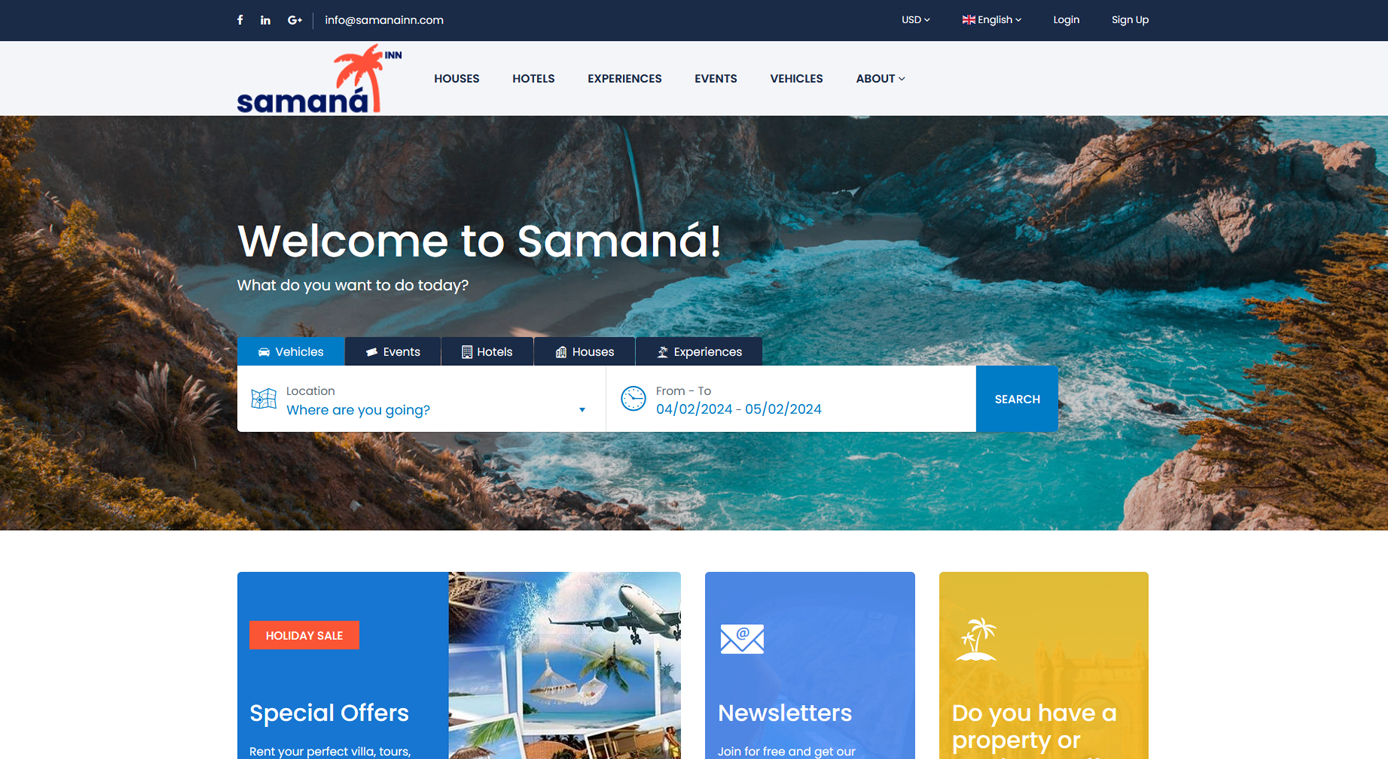 info@samanainn.com
USD
English
Login
Sign Up
samaná INN
HOUSES
HOTELS
EXPERIENCES
EVENTS
VEHICLES
ABOUT
Welcome to Samaná!
What do you want to do today?
Vehicles
Events
Hotels
Houses
Experiences
Location
Where are you going?
From - To
04/02/2024 - 05/02/2024
SEARCH
HOLIDAY SALE
Special Offers
Rent your perfect villa, tours,
@
Newsletters
Join for free and get our
Do you have a
property or